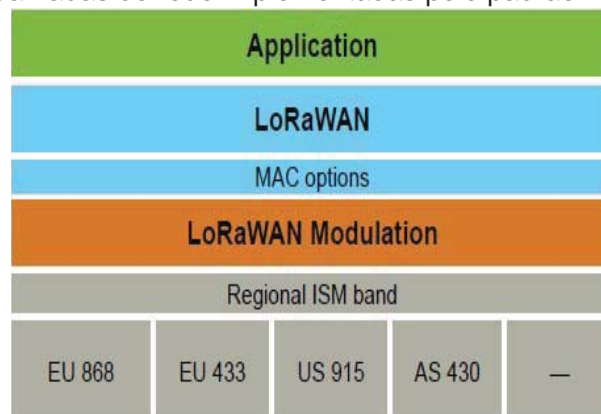 Application
LoRaWAN
MAC options
LoRaWAN Modulation
Regional ISM band
EU 868 EU 433 US 915 AS 430 —